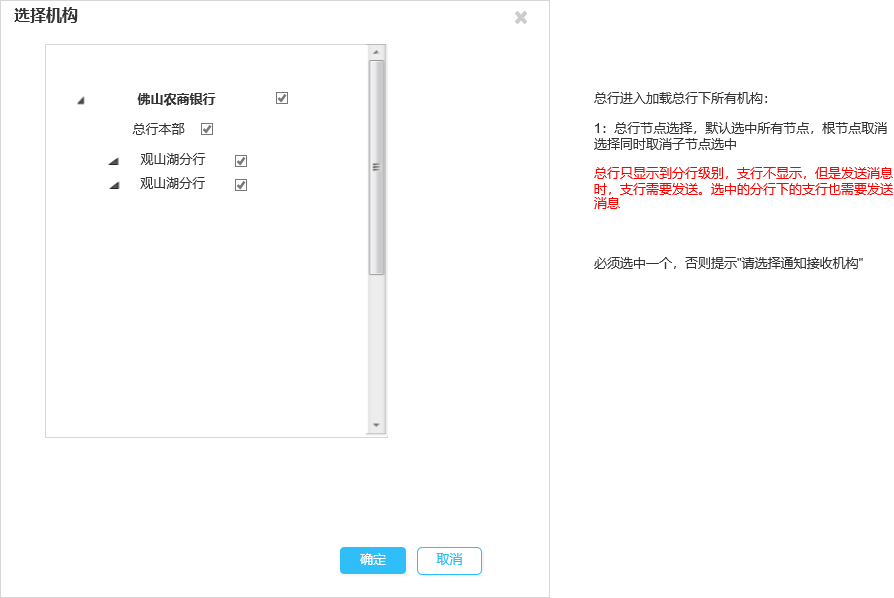 选择机构
佛山农商银行
总行本部
观山湖分行
观山湖分行
确定
取消
总行进入加载总行下所有机构：
1：总行节点选择，默认选中所有节点，根节点取消
选择同时取消子节点选中
总行只显示到分行级别，支行不显示，但是发送消息
时，支行需要发送。选中的分行下的支行也需要发送
消息
必须选中一个，否则提示"请选择通知接收机构"